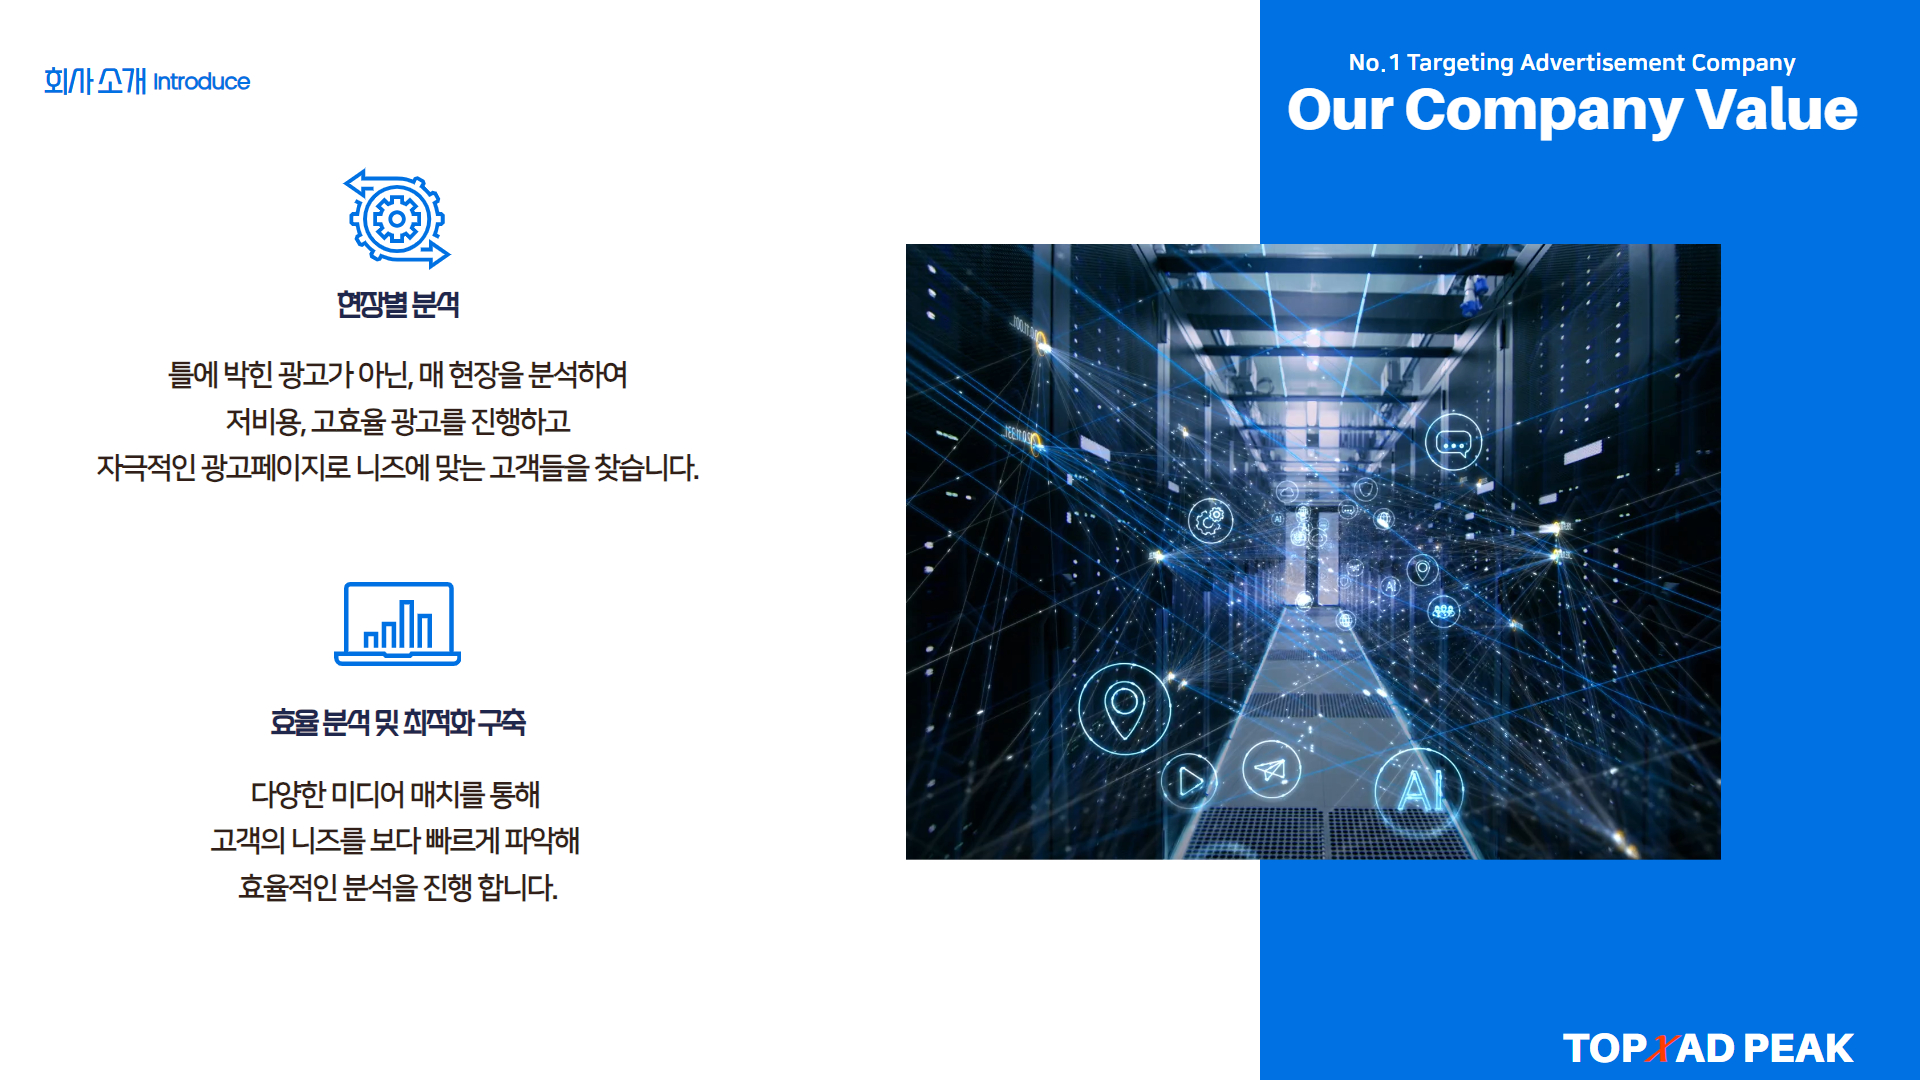 회사 소개 Introduce
No.1 Targeting Advertisement Company
Our Company Value
현장별 분석
틀에 박힌 광고가 아닌, 매 현장을 분석하여
저비용, 고효율 광고를 진행하고
자극적인 광고페이지로 니즈에 맞는 고객들을 찾습니다.
효율 분석 및 최적화 구축
다양한 미디어 매치를 통해
고객의 니즈를 보다 빠르게 파악해
효율적인 분석을 진행 합니다.
AI
AI
AI
TOP X AD PEAK